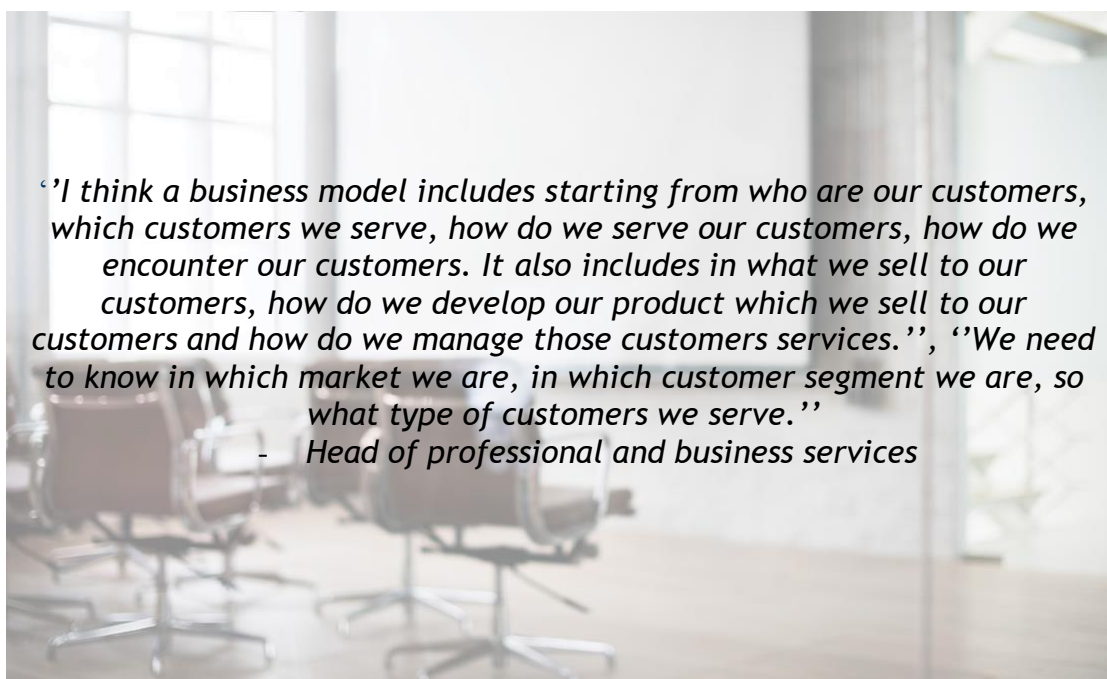 ‘’I think a business model includes starting from who are our customers,
which customers we serve, how do we serve our customers, how do we
encounter our customers. It also includes in what we sell to our
customers, how do we develop our product which we sell to our
customers and how do we manage those customers services.’’, ‘’We need
to know in which market we are, in which customer segment we are, so
what type of customers we serve.’’
- Head of professional and business services